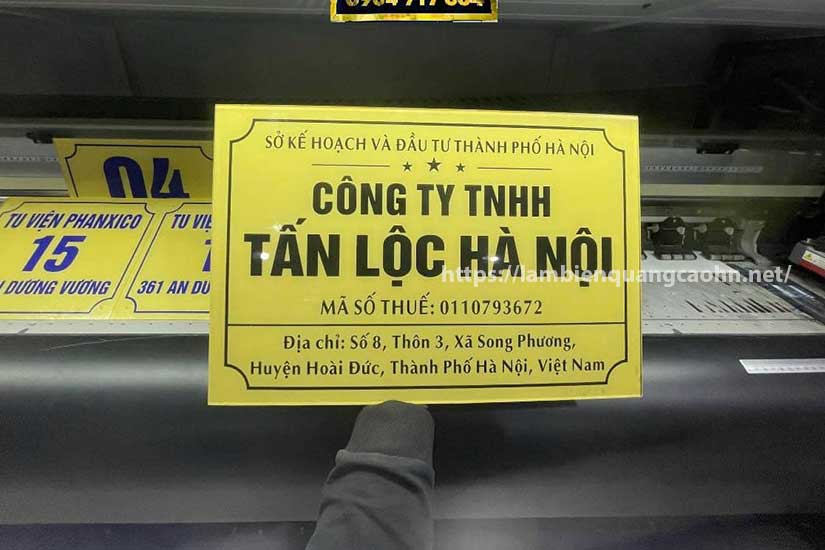 SỞ KẾ HOẠCH VÀ ĐẦU TƯ THÀNH PHỐ HÀ NỘI
CÔNG TY TNHH
TẤN LỘC HÀ NỘI
https://lambienquangcaohn.net/
MÃ SỐ THUẾ: 0110793672
Địa chỉ: Số 8, Thôn 3, Xã Song Phương,
Huyện Hoài Đức, Thành Phố Hà Nội, Việt Nam
04
TU VIỆN PHANXICO
15
DƯƠNG VƯƠNG
TU
361 AN